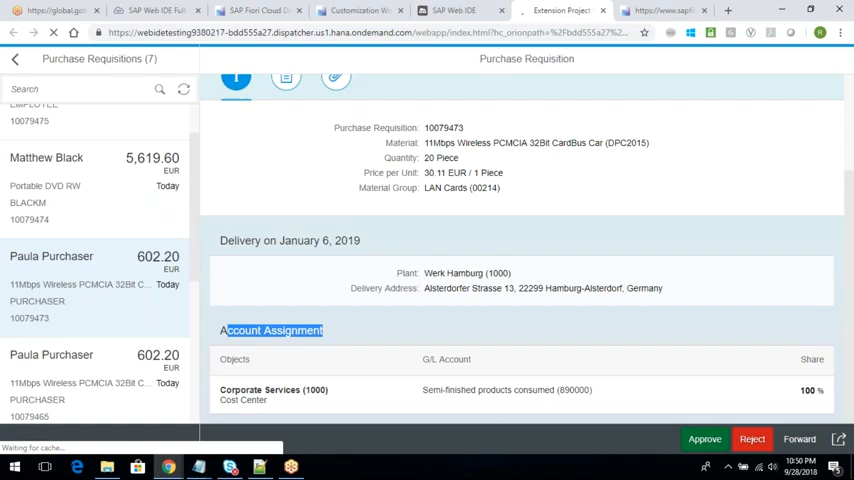 https://global.got
SAP Web IDE Full
SAP Fiori Cloud D
Customization Wo
SAP Web IDE
Extension Project
https://www.sapfi
https://webidetesting9380217-bdd555a27.dispatcher.us1.hana.ondemand.com/webapp/index.html?hc_orionpath=%2Fbdd555a27%2...
R
Purchase Requisitions (7)
Purchase Requisition
Search
EMPLOYEE
10079475
Matthew Black
5,619.60
EUR
Portable DVD RW
Today
BLACKM
10079474
Paula Purchaser
602.20
EUR
11Mbps Wireless PCMCIA 32Bit C...
Today
PURCHASER
10079473
Paula Purchaser
602.20
EUR
11Mbps Wireless PCMCIA 32Bit C...
Today
PURCHASER
10079465
Purchase Requisition: 10079473
Material: 11Mbps Wireless PCMCIA 32Bit CardBus Car (DPC2015)
Quantity: 20 Piece
Price per Unit: 30.11 EUR / 1 Piece
Material Group: LAN Cards (00214)
Delivery on January 6, 2019
Plant: Werk Hamburg (1000)
Delivery Address: Alsterdorfer Strasse 13, 22299 Hamburg-Alsterdorf, Germany
Account Assignment
Objects G/L Account Share
Corporate Services (1000) Semi-finished products consumed (890000) 100 %
Cost Center
Approve Reject Forward
Waiting for cache...
10:50 PM
9/28/2018